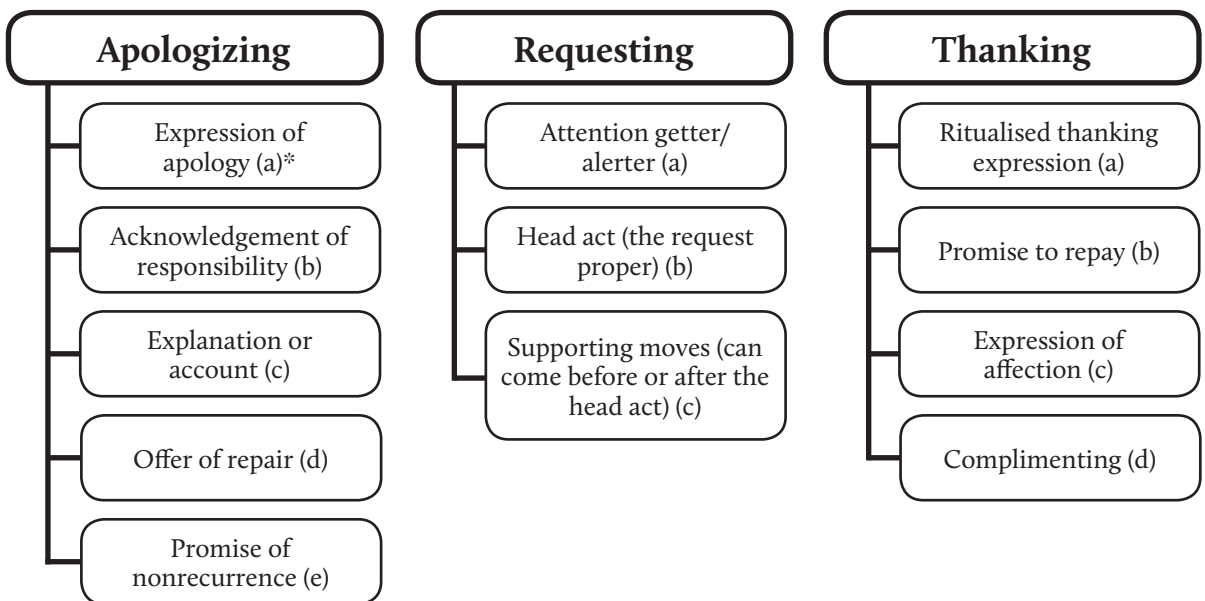 Apologizing
Expression of
apology (a)*
Acknowledgement of
responsibility (b)
Explanation or
account (c)
Offer of repair (d)
Promise of
nonrecurrence (e)
Requesting
Attention getter/
alerter (a)
Head act (the request
proper) (b)
Supporting moves (can
come before or after the
head act) (c)
Thanking
Ritualised thanking
expression (a)
Promise to repay (b)
Expression of
affection (c)
Complimenting (d)